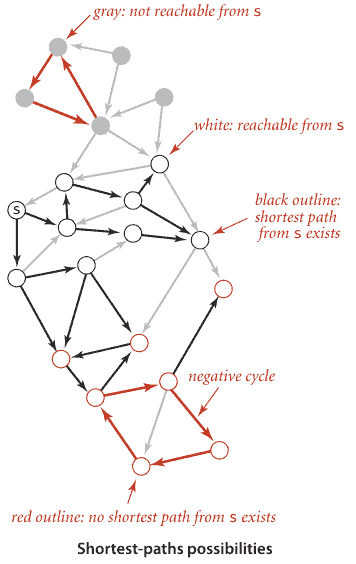 gray: not reachable from s
white: reachable from s
s
black outline:
shortest path
from s exists
negative cycle
red outline: no shortest path from s exists
Shortest-paths possibilities